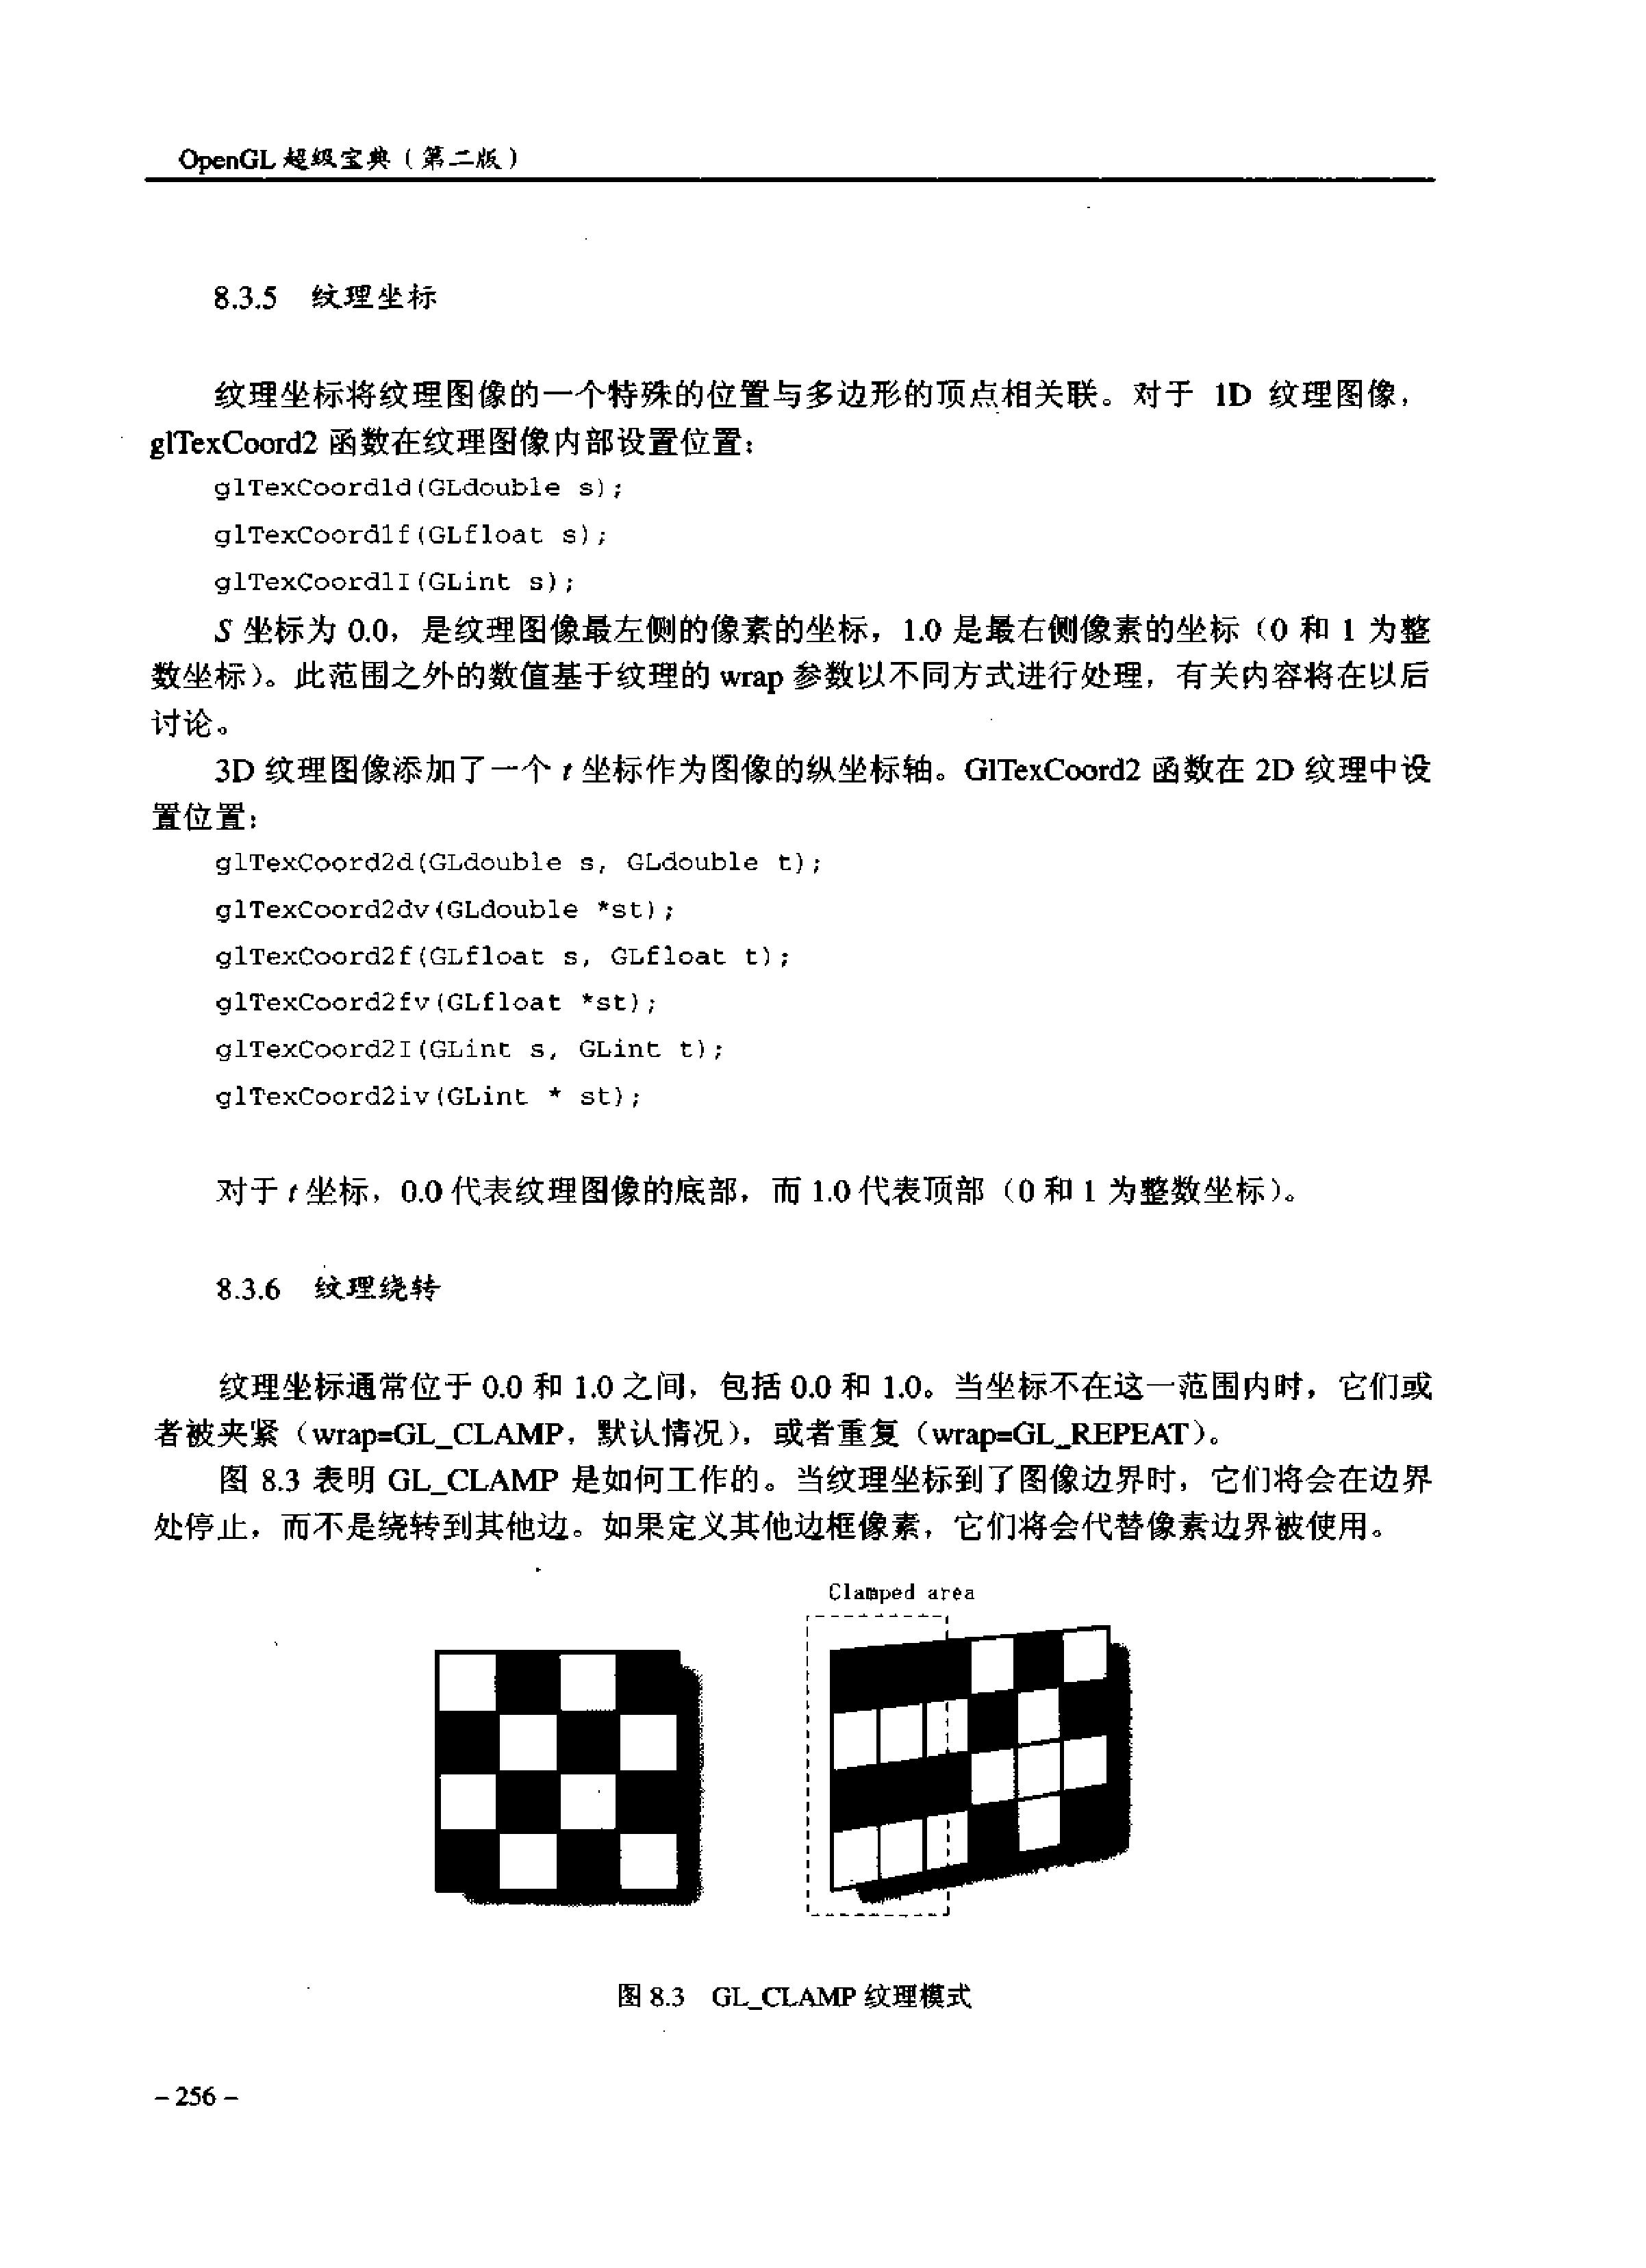 OpenGL 超级宝典（第二版）
8.3.5 纹理坐标
纹理坐标将纹理图像的一个特殊的位置与多边形的顶点相关联。对于 1D 纹理图像，
glTexCoord2 函数在纹理图像内部设置位置：
glTexCoord1d(GLdouble s);
glTexCoord1f(GLfloat s);
glTexCoord1I(GLint s);
S 坐标为 0.0，是纹理图像最左侧的像素的坐标，1.0 是最右侧像素的坐标（0 和 1 为整
数坐标）。此范围之外的数值基于纹理的 wrap 参数以不同方式进行处理，有关内容将在以后
讨论。
3D 纹理图像添加了一个 t 坐标作为图像的纵坐标轴。GlTexCoord2 函数在 2D 纹理中设
置位置：
glTexCoord2d(GLdouble s, GLdouble t);
glTexCoord2dv(GLdouble *st);
glTexCoord2f(GLfloat s, GLfloat t);
glTexCoord2fv(GLfloat *st);
glTexCoord2I(GLint s, GLint t);
glTexCoord2iv(GLint * st);
对于 t 坐标，0.0 代表纹理图像的底部，而 1.0 代表顶部（0 和 1 为整数坐标）。
8.3.6 纹理绕转
纹理坐标通常位于 0.0 和 1.0 之间，包括 0.0 和 1.0。当坐标不在这一范围内时，它们或
者被夹紧（wrap=GL_CLAMP，默认情况），或者重复（wrap=GL_REPEAT）。
图 8.3 表明 GL_CLAMP 是如何工作的。当纹理坐标到了图像边界时，它们将会在边界
处停止，而不是绕转到其他边。如果定义其他边框像素，它们将会代替像素边界被使用。
Clamped area
图 8.3 GL_CLAMP 纹理模式
– 256 –